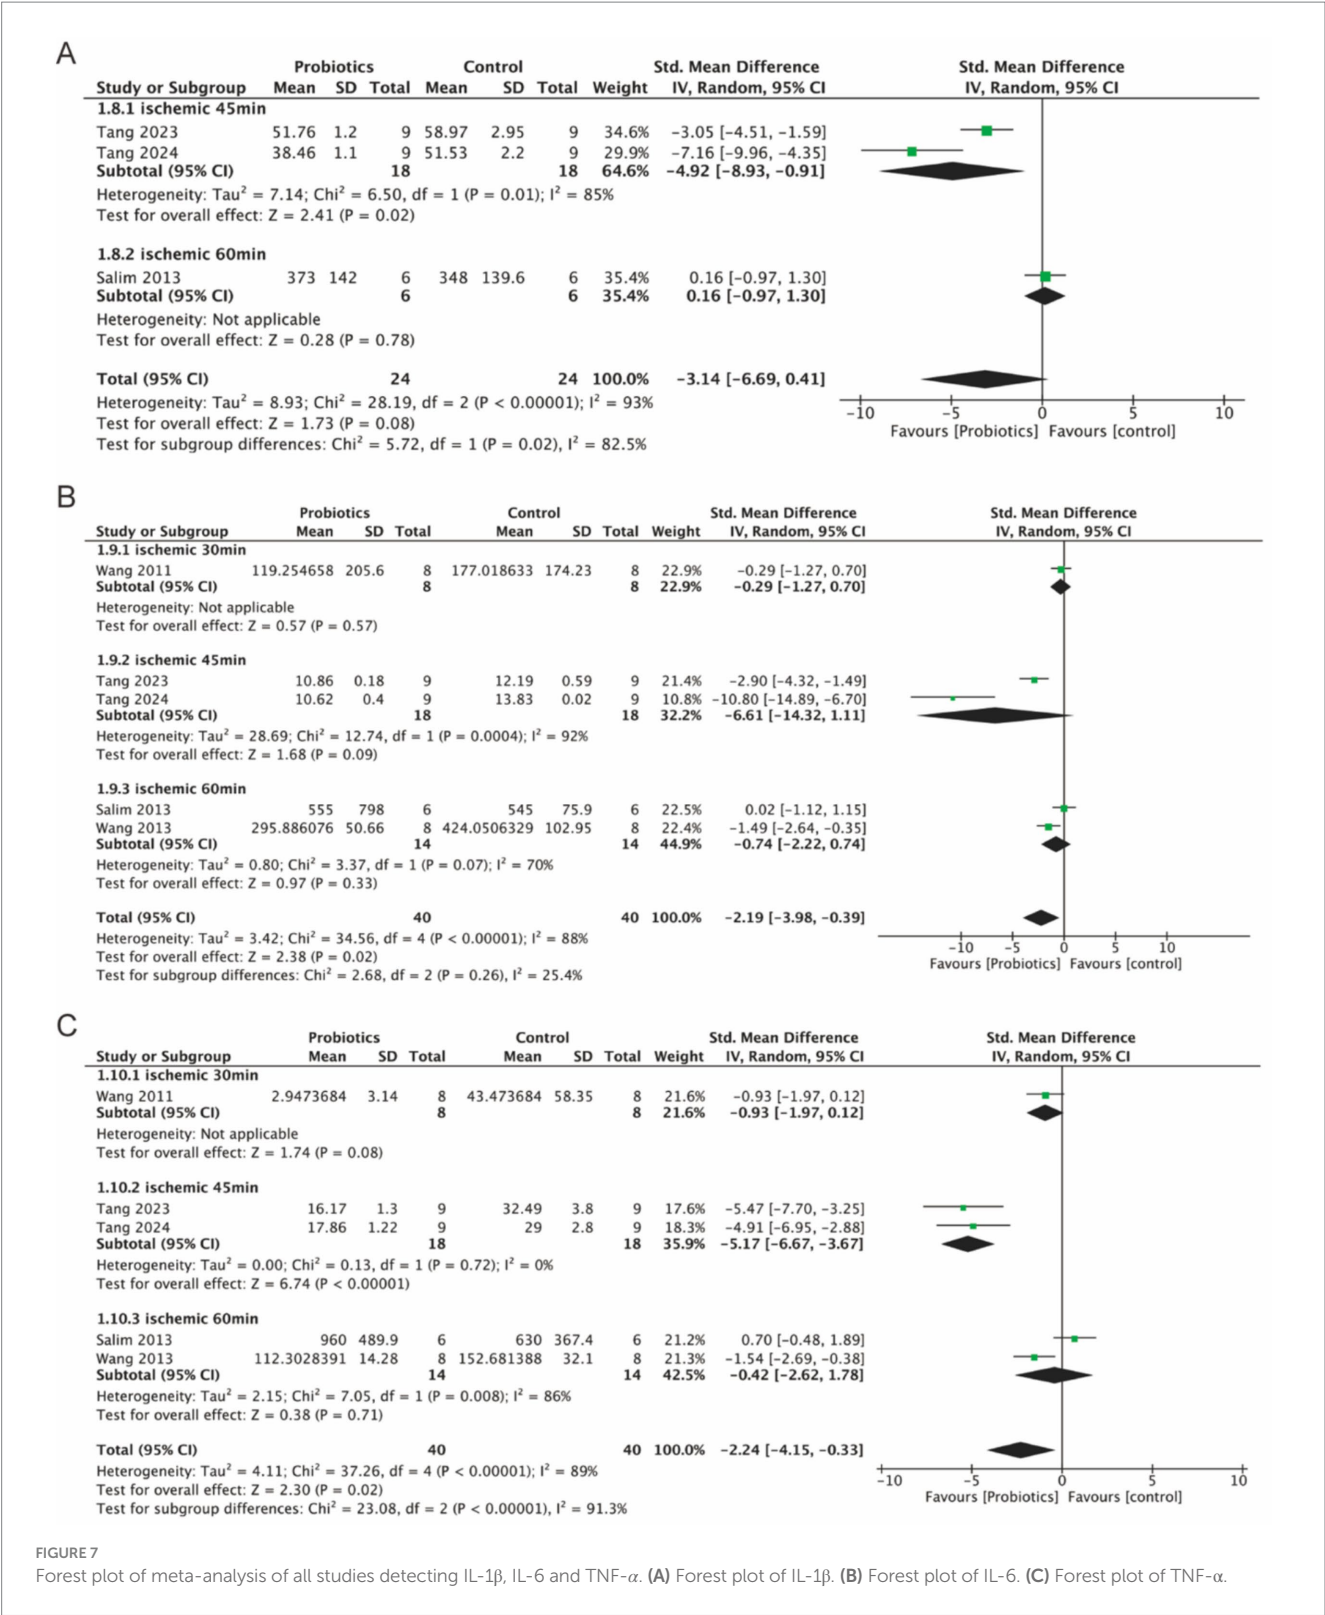 A
Probiotics Control Std. Mean Difference Std. Mean Difference
Study or Subgroup Mean SD Total Mean SD Total Weight IV, Random, 95% CI IV, Random, 95% CI
1.8.1 ischemic 45min
Tang 2023 51.76 1.2 9 58.97 2.95 9 34.6% −3.05 [−4.51, −1.59]
Tang 2024 38.46 1.1 9 51.53 2.2 9 29.9% −7.16 [−9.96, −4.35]
Subtotal (95% CI) 18 18 64.6% −4.92 [−8.93, −0.91]
Heterogeneity: Tau² = 7.14; Chi² = 6.50, df = 1 (P = 0.01); I² = 85%
Test for overall effect: Z = 2.41 (P = 0.02)
1.8.2 ischemic 60min
Salim 2013 373 142 6 348 139.6 6 35.4% 0.16 [−0.97, 1.30]
Subtotal (95% CI) 6 6 35.4% 0.16 [−0.97, 1.30]
Heterogeneity: Not applicable
Test for overall effect: Z = 0.28 (P = 0.78)
Total (95% CI) 24 24 100.0% −3.14 [−6.69, 0.41]
Heterogeneity: Tau² = 8.93; Chi² = 28.19, df = 2 (P < 0.00001); I² = 93%
Test for overall effect: Z = 1.73 (P = 0.08)
Test for subgroup differences: Chi² = 5.72, df = 1 (P = 0.02), I² = 82.5%
−10 −5 0 5 10
Favours [Probiotics] Favours [control]
B
Probiotics Control Std. Mean Difference Std. Mean Difference
Study or Subgroup Mean SD Total Mean SD Total Weight IV, Random, 95% CI IV, Random, 95% CI
1.9.1 ischemic 30min
Wang 2011 119.254658 205.6 8 177.018633 174.23 8 22.9% −0.29 [−1.27, 0.70]
Subtotal (95% CI) 8 8 22.9% −0.29 [−1.27, 0.70]
Heterogeneity: Not applicable
Test for overall effect: Z = 0.57 (P = 0.57)
1.9.2 ischemic 45min
Tang 2023 10.86 0.18 9 12.19 0.59 9 21.4% −2.90 [−4.32, −1.49]
Tang 2024 10.62 0.4 9 13.83 0.02 9 10.8% −10.80 [−14.89, −6.70]
Subtotal (95% CI) 18 18 32.2% −6.61 [−14.32, 1.11]
Heterogeneity: Tau² = 28.69; Chi² = 12.74, df = 1 (P = 0.0004); I² = 92%
Test for overall effect: Z = 1.68 (P = 0.09)
1.9.3 ischemic 60min
Salim 2013 555 798 6 545 75.9 6 22.5% 0.02 [−1.12, 1.15]
Wang 2013 295.886076 50.66 8 424.0506329 102.95 8 22.4% −1.49 [−2.64, −0.35]
Subtotal (95% CI) 14 14 44.9% −0.74 [−2.22, 0.74]
Heterogeneity: Tau² = 0.80; Chi² = 3.37, df = 1 (P = 0.07); I² = 70%
Test for overall effect: Z = 0.97 (P = 0.33)
Total (95% CI) 40 40 100.0% −2.19 [−3.98, −0.39]
Heterogeneity: Tau² = 3.42; Chi² = 34.56, df = 4 (P < 0.00001); I² = 88%
Test for overall effect: Z = 2.38 (P = 0.02)
Test for subgroup differences: Chi² = 2.68, df = 2 (P = 0.26), I² = 25.4%
−10 −5 0 5 10
Favours [Probiotics] Favours [control]
C
Probiotics Control Std. Mean Difference Std. Mean Difference
Study or Subgroup Mean SD Total Mean SD Total Weight IV, Random, 95% CI IV, Random, 95% CI
1.10.1 ischemic 30min
Wang 2011 2.9473684 3.14 8 43.473684 58.35 8 21.6% −0.93 [−1.97, 0.12]
Subtotal (95% CI) 8 8 21.6% −0.93 [−1.97, 0.12]
Heterogeneity: Not applicable
Test for overall effect: Z = 1.74 (P = 0.08)
1.10.2 ischemic 45min
Tang 2023 16.17 1.3 9 32.49 3.8 9 17.6% −5.47 [−7.70, −3.25]
Tang 2024 17.86 1.22 9 29 2.8 9 18.3% −4.91 [−6.95, −2.88]
Subtotal (95% CI) 18 18 35.9% −5.17 [−6.67, −3.67]
Heterogeneity: Tau² = 0.00; Chi² = 0.13, df = 1 (P = 0.72); I² = 0%
Test for overall effect: Z = 6.74 (P < 0.00001)
1.10.3 ischemic 60min
Salim 2013 960 489.9 6 630 367.4 6 21.2% 0.70 [−0.48, 1.89]
Wang 2013 112.3028391 14.28 8 152.681388 32.1 8 21.3% −1.54 [−2.69, −0.38]
Subtotal (95% CI) 14 14 42.5% −0.42 [−2.62, 1.78]
Heterogeneity: Tau² = 2.15; Chi² = 7.05, df = 1 (P = 0.008); I² = 86%
Test for overall effect: Z = 0.38 (P = 0.71)
Total (95% CI) 40 40 100.0% −2.24 [−4.15, −0.33]
Heterogeneity: Tau² = 4.11; Chi² = 37.26, df = 4 (P < 0.00001); I² = 89%
Test for overall effect: Z = 2.30 (P = 0.02)
Test for subgroup differences: Chi² = 23.08, df = 2 (P < 0.00001), I² = 91.3%
−10 −5 0 5 10
Favours [Probiotics] Favours [control]
FIGURE 7
Forest plot of meta-analysis of all studies detecting IL-1β, IL-6 and TNF-α. (A) Forest plot of IL-1β. (B) Forest plot of IL-6. (C) Forest plot of TNF-α.